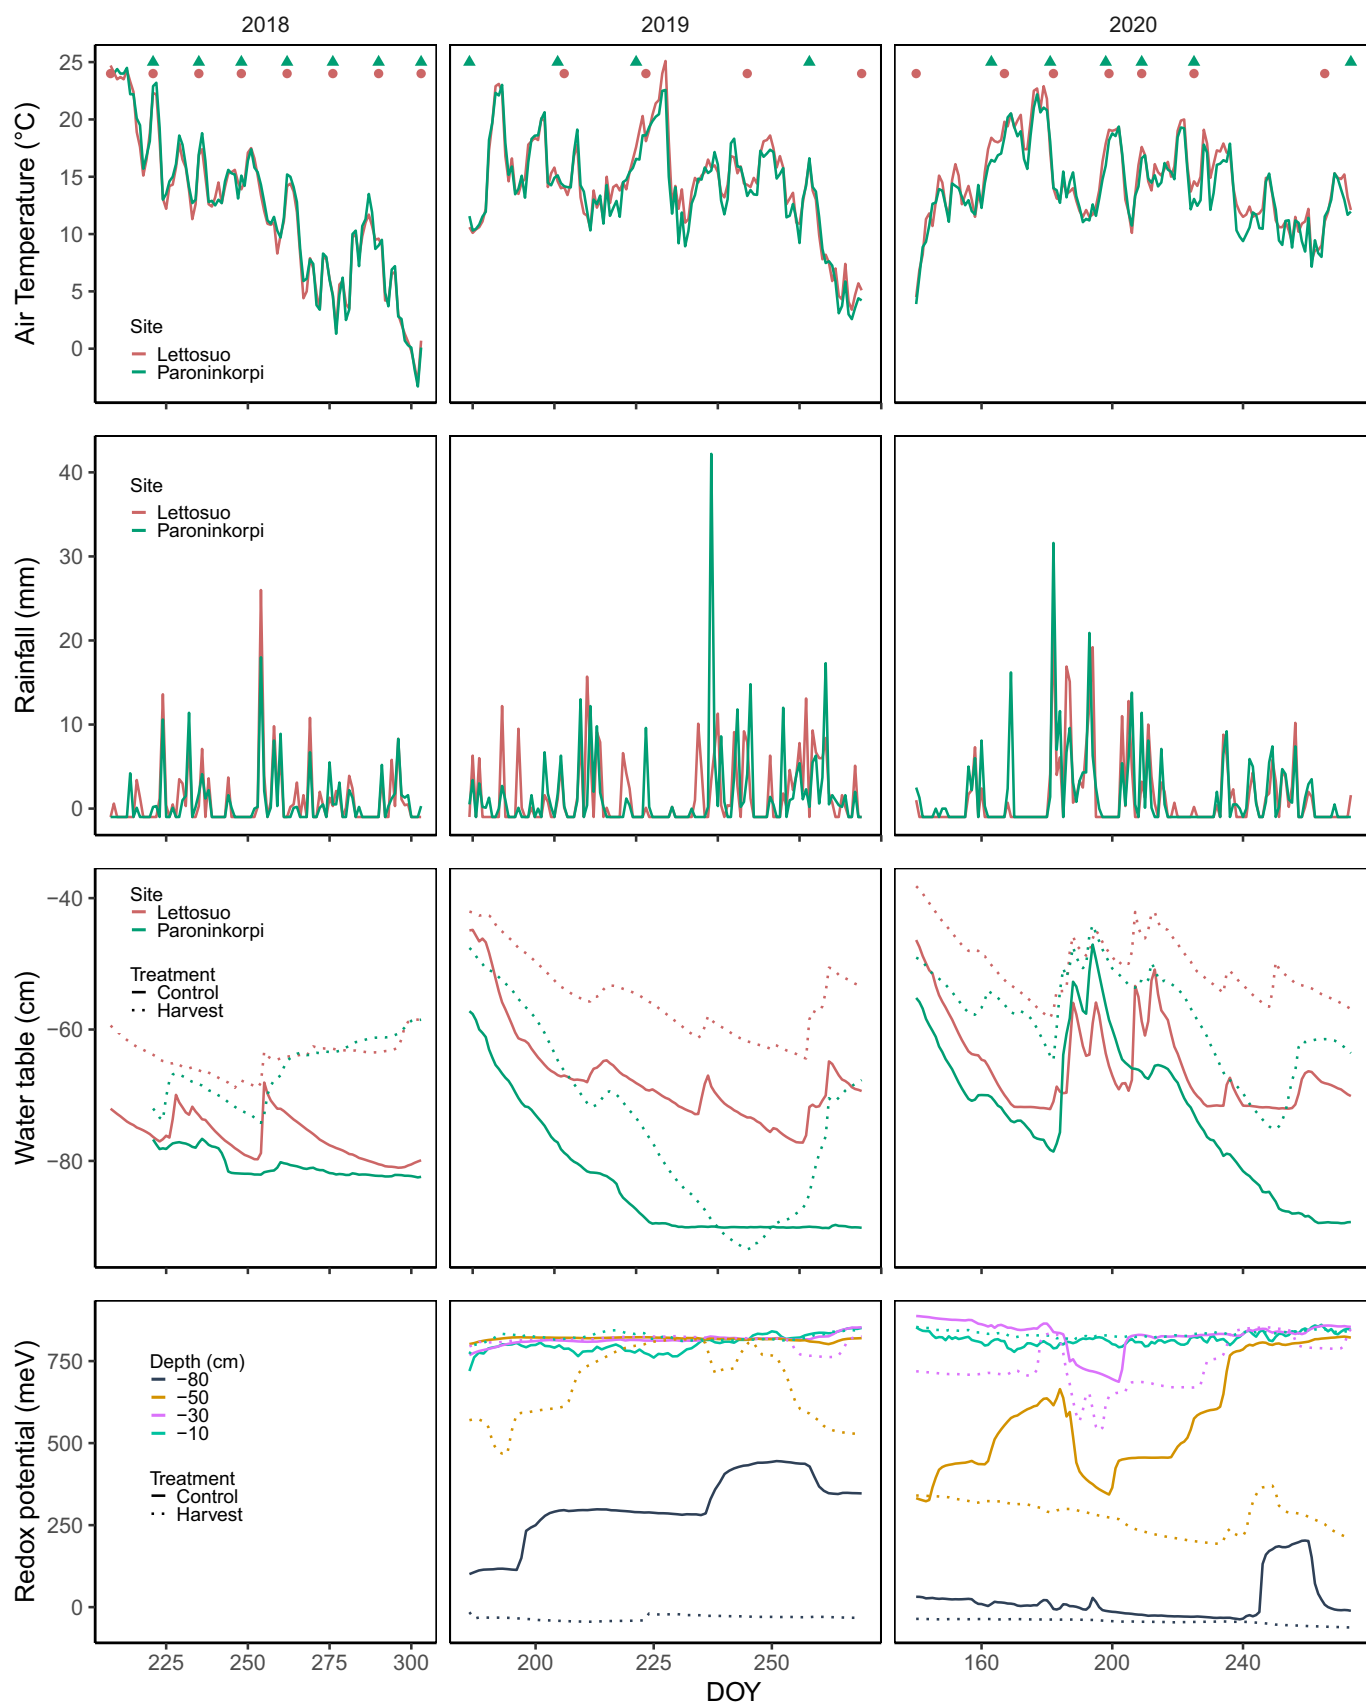 2018 2019 2020
Air Temperature (°C)
25
20
15
10
5
0
Site
Lettosuo
Paroninkorpi
Rainfall (mm)
40
30
20
10
0
Site
Lettosuo
Paroninkorpi
Water table (cm)
−40
−60
−80
Site
Lettosuo
Paroninkorpi
Treatment
Control
Harvest
Redox potential (meV)
750
500
250
0
Depth (cm)
−80
−50
−30
−10
Treatment
Control
Harvest
225 250 275 300 200 225 250 160 200 240
DOY